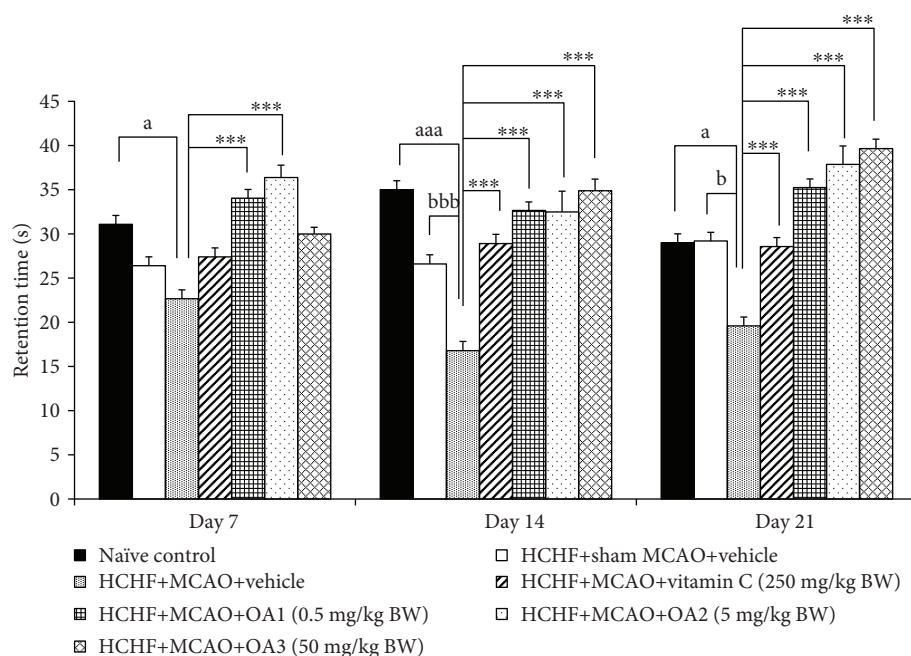 ***
***
***
***
***
***
***
***
***
***
***
a
aaa
a
bbb
b
Retention time (s)
45
40
35
30
25
20
15
10
5
0
Day 7
Day 14
Day 21
Naïve control
HCHF+sham MCAO+vehicle
HCHF+MCAO+vehicle
HCHF+MCAO+vitamin C (250 mg/kg BW)
HCHF+MCAO+OA1 (0.5 mg/kg BW)
HCHF+MCAO+OA2 (5 mg/kg BW)
HCHF+MCAO+OA3 (50 mg/kg BW)